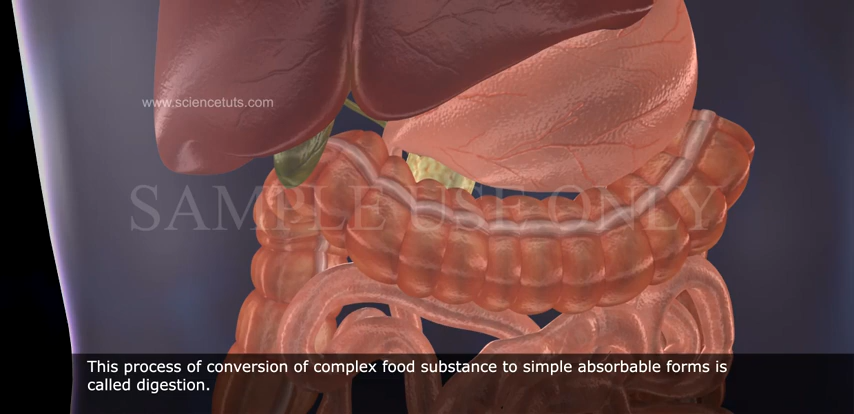 www.sciencetuts.com
SAMPLE USE ONLY
This process of conversion of complex food substance to simple absorbable forms is
called digestion.